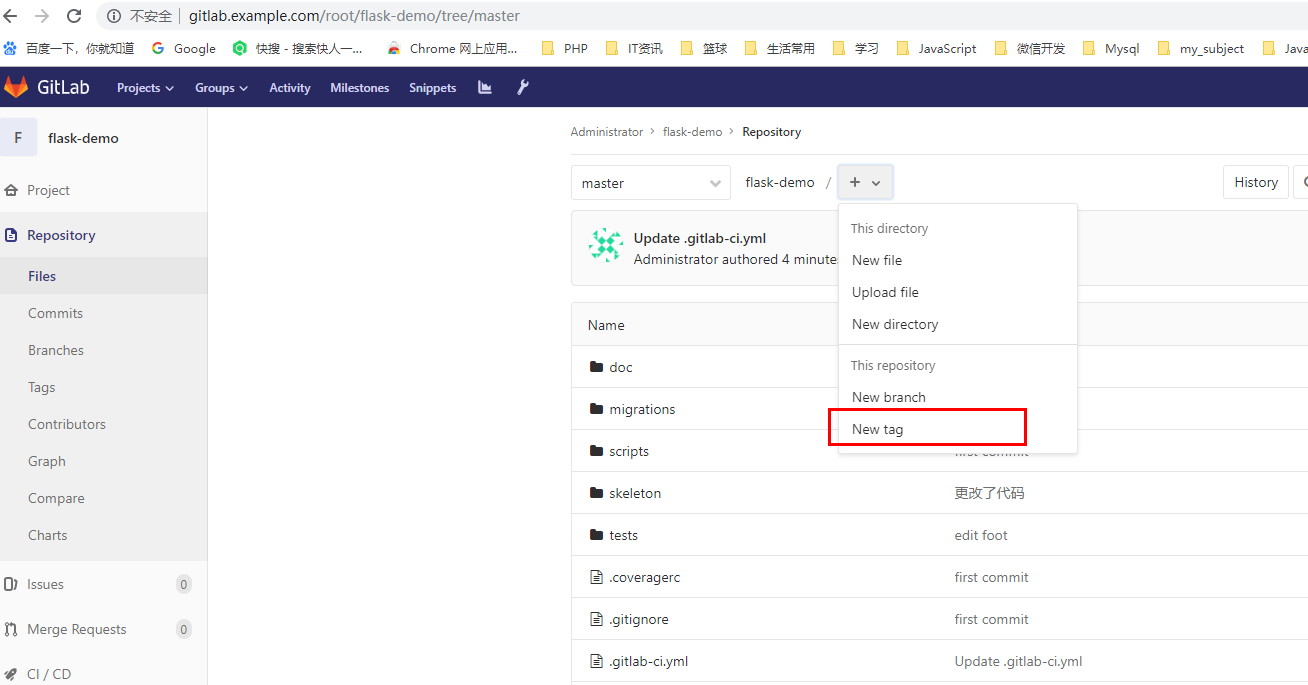 不安全 gitlab.example.com/root/flask-demo/tree/master
百度一下，你就知道 Google 快搜 - 搜索快人一... Chrome 网上应用... PHP IT资讯 篮球 生活常用 学习 JavaScript 微信开发 Mysql my_subject Java
GitLab Projects Groups Activity Milestones Snippets
F flask-demo
Project
Repository
Files
Commits
Branches
Tags
Contributors
Graph
Compare
Charts
Issues 0
Merge Requests 0
CI / CD
Administrator > flask-demo > Repository
master flask-demo / + History
Update .gitlab-ci.yml
Administrator authored 4 minute
This directory
New file
Upload file
New directory
This repository
New branch
New tag
Name
doc
migrations
scripts first commit
skeleton 更改了代码
tests edit foot
.coveragerc first commit
.gitignore first commit
.gitlab-ci.yml Update .gitlab-ci.yml